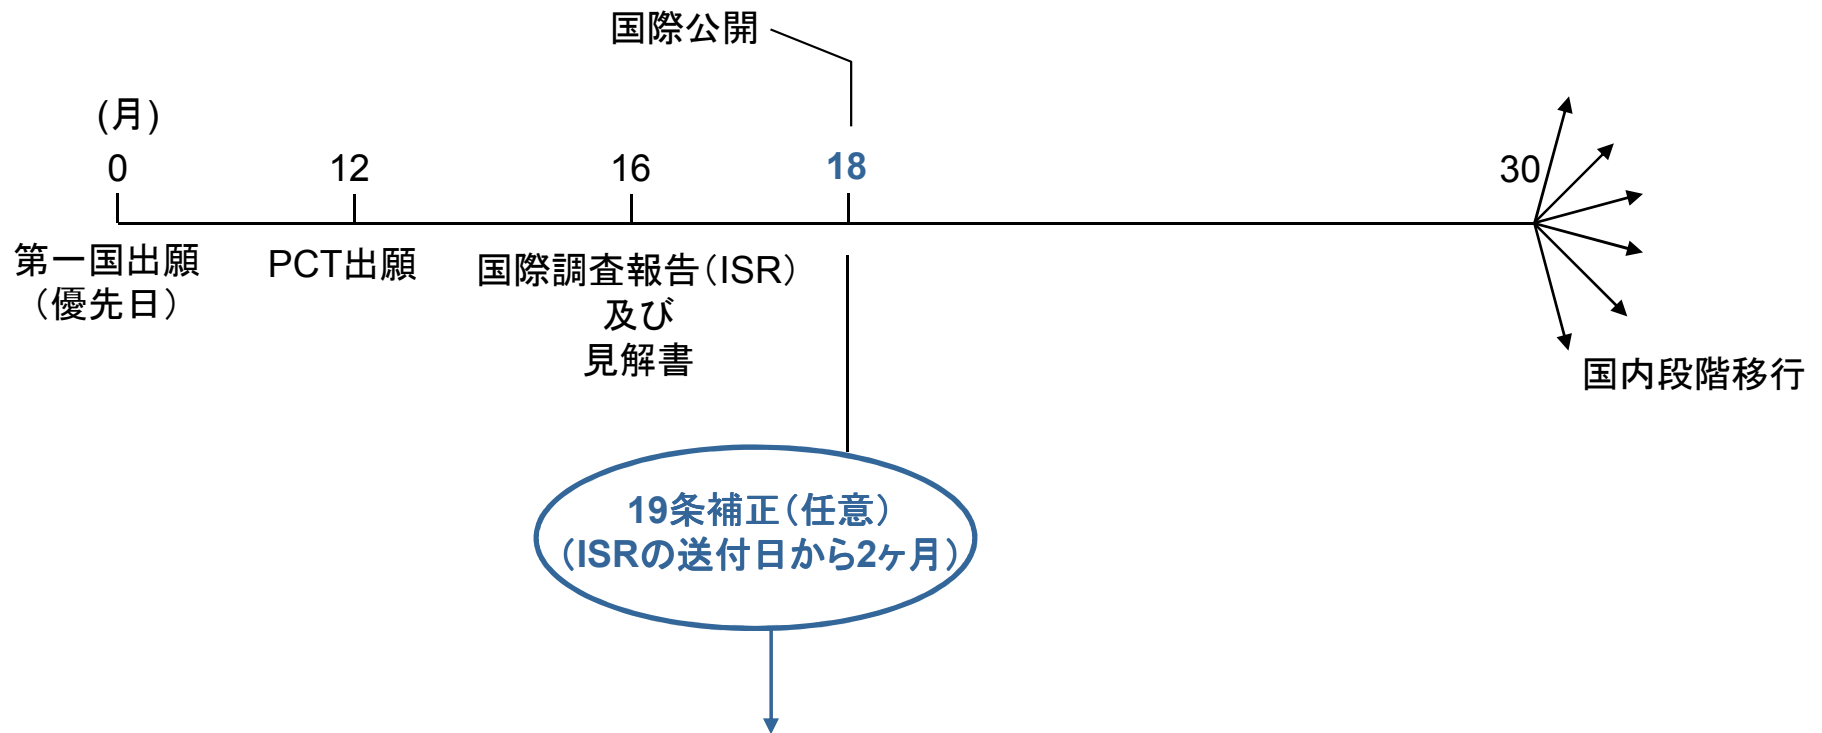 国際公開
(月)
0
12
16
18
30
第一国出願
（優先日）
PCT出願
国際調査報告（ISR）
及び
見解書
国内段階移行
19条補正（任意）
（ISRの送付日から2ヶ月）